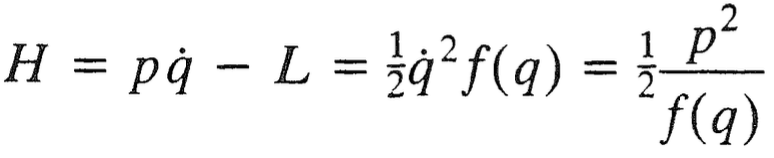 H = pq̇ − L = ½q̇²f(q) = ½ p²/f(q)